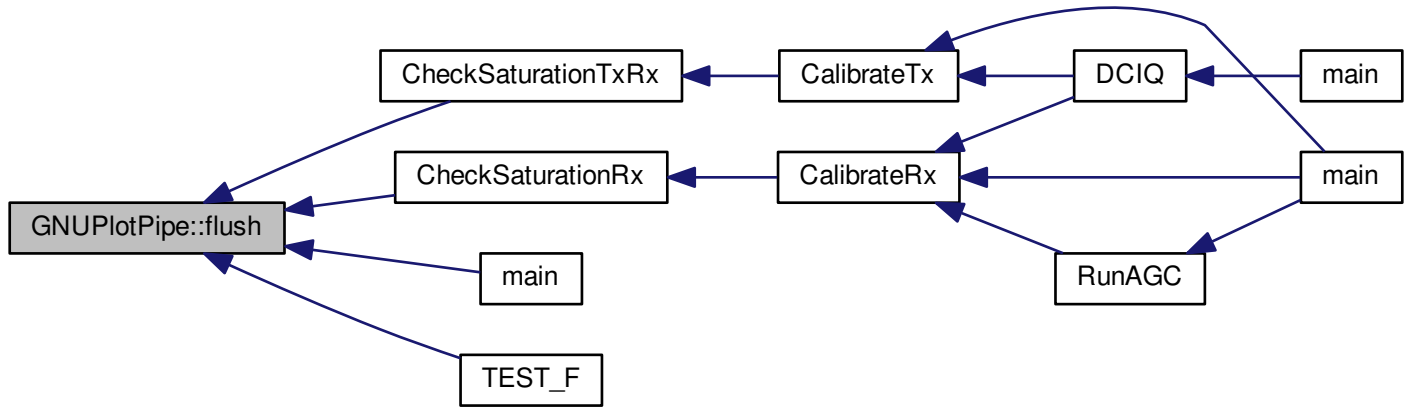 CheckSaturationTxRx
CalibrateTx
DCIQ
main
CheckSaturationRx
CalibrateRx
main
GNUPlotPipe::flush
main
RunAGC
TEST_F